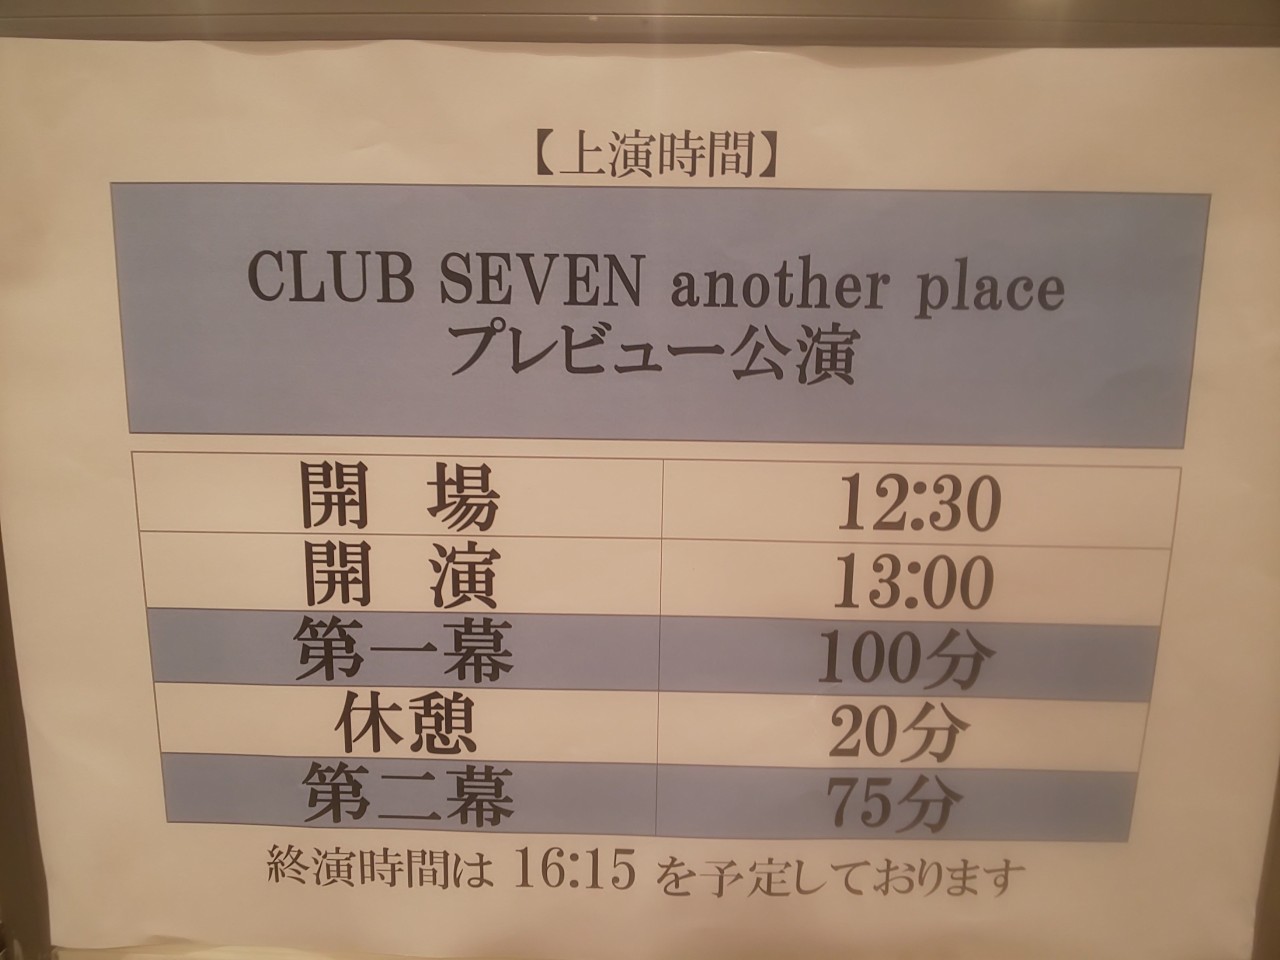 【上演時間】
CLUB SEVEN another place
プレビュー公演
開　場 12:30
開　演 13:00
第一幕 100分
休憩 20分
第二幕 75分
終演時間は 16:15 を予定しております